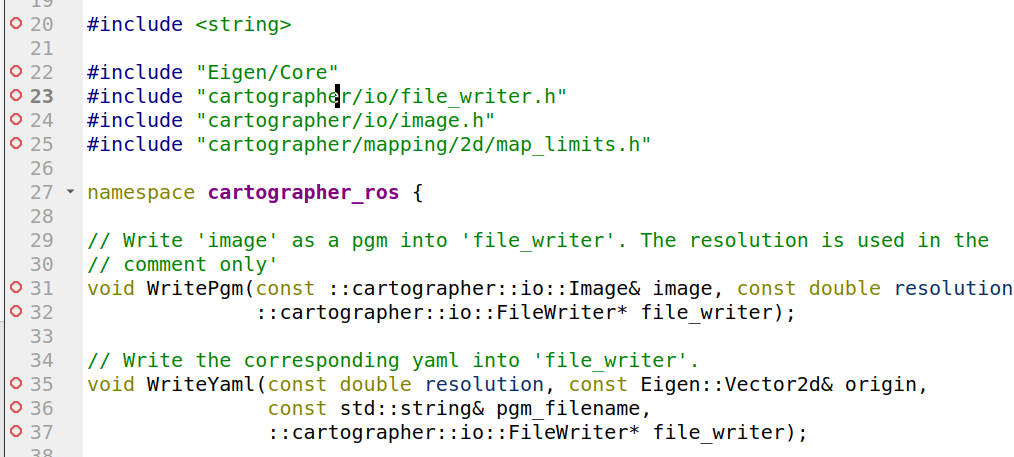 19
20 #include <string>
21
22 #include "Eigen/Core"
23 #include "cartographer/io/file_writer.h"
24 #include "cartographer/io/image.h"
25 #include "cartographer/mapping/2d/map_limits.h"
26
27 namespace cartographer_ros {
28
29 // Write 'image' as a pgm into 'file_writer'. The resolution is used in the
30 // comment only'
31 void WritePgm(const ::cartographer::io::Image& image, const double resolution
32 ::cartographer::io::FileWriter* file_writer);
33
34 // Write the corresponding yaml into 'file_writer'.
35 void WriteYaml(const double resolution, const Eigen::Vector2d& origin,
36 const std::string& pgm_filename,
37 ::cartographer::io::FileWriter* file_writer);
38